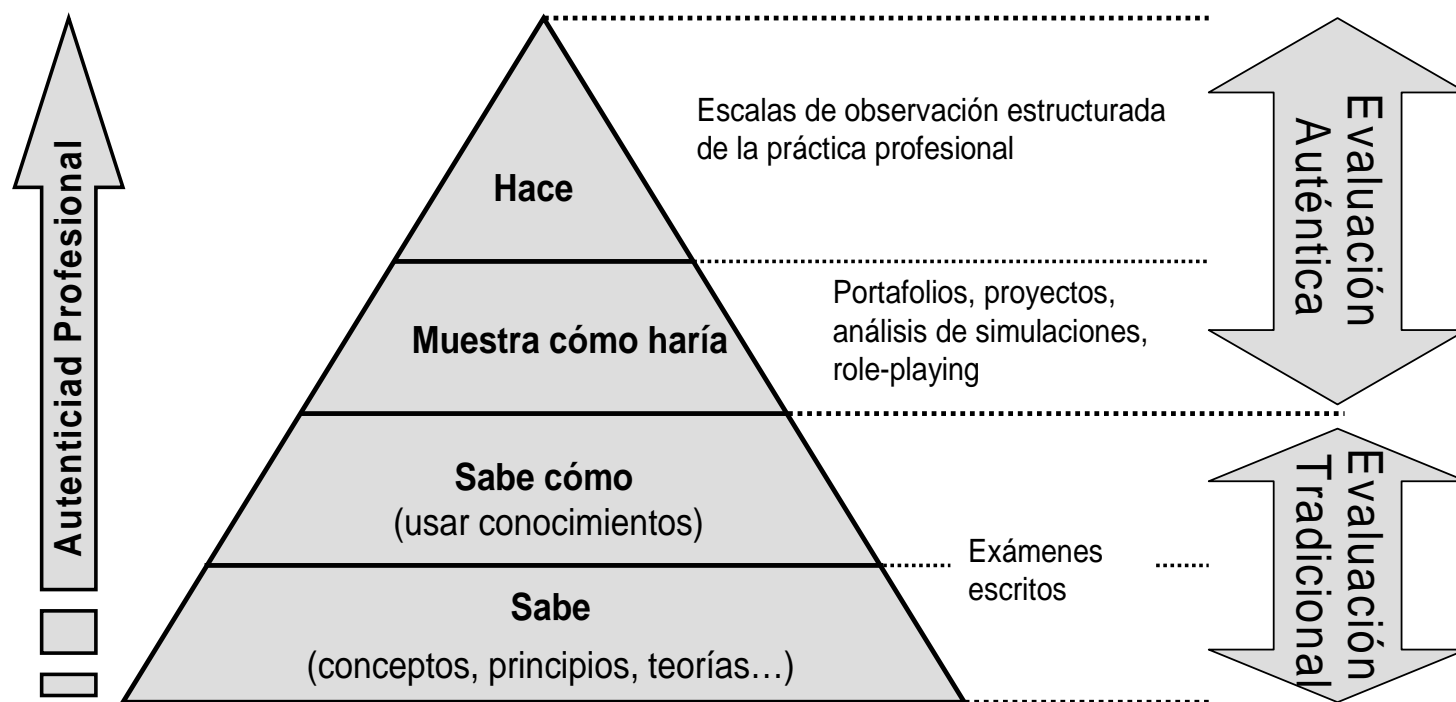 Autenticiad Profesional
Hace
Muestra cómo haría
Sabe cómo
(usar conocimientos)
Sabe
(conceptos, principios, teorías…)
Escalas de observación estructurada
de la práctica profesional
Portafolios, proyectos,
análisis de simulaciones,
role-playing
Exámenes
escritos
Evaluación
Auténtica
Evaluación
Tradicional